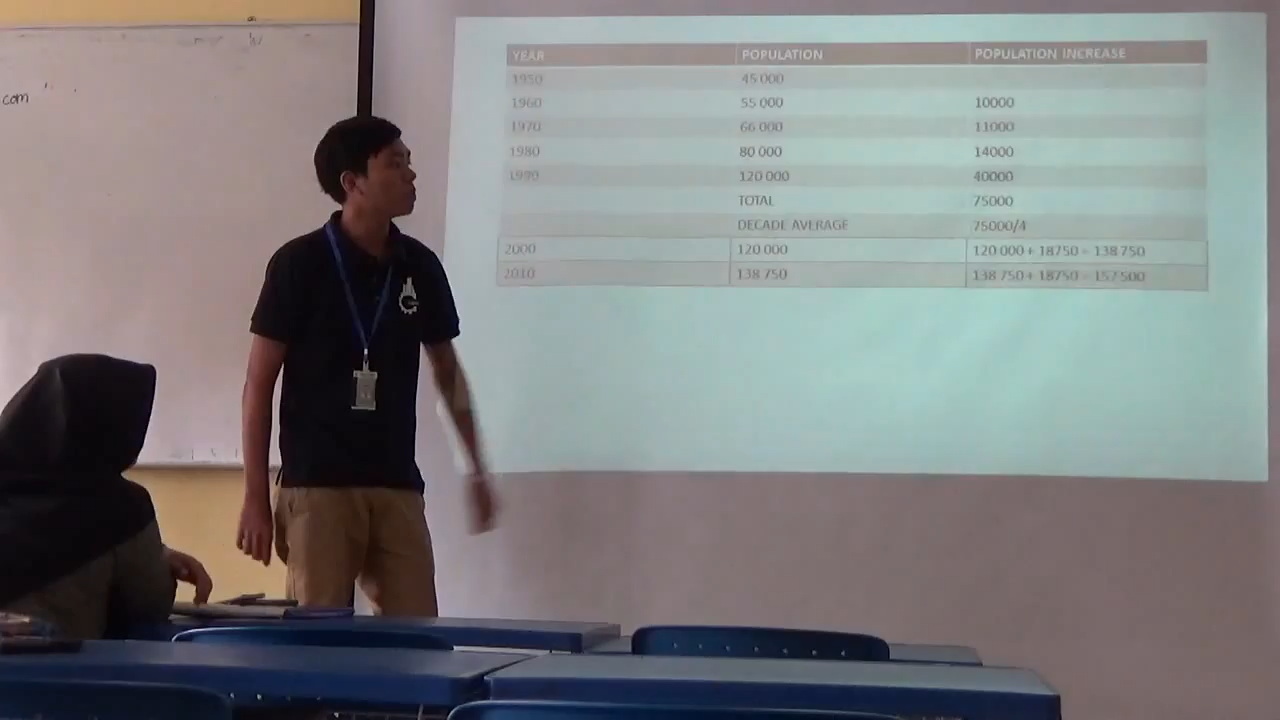 com
YEAR POPULATION POPULATION INCREASE
1950 45 000
1960 55 000 10000
1970 66 000 11000
1980 80 000 14000
1990 120 000 40000
TOTAL 75000
DECADE AVERAGE 75000/4
2000 120 000 120 000 + 18750 = 138 750
2010 138 750 138 750 + 18750 = 157 500